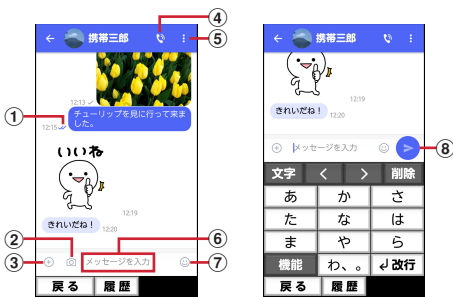 ④
← 携帯三郎
⑤
12:13
チューリップを見に行って来ま
した。
①
12:15
いいね
12:19
きれいだね！
12:20
②
⑥
③
メッセージを入力
⑦
戻る 履歴
← 携帯三郎
12:19
きれいだね！
12:20
メッセージを入力
⑧
文字 < > 削除
あ か さ
た な は
ま や ら
機能 わ、。 改行
戻る 履歴